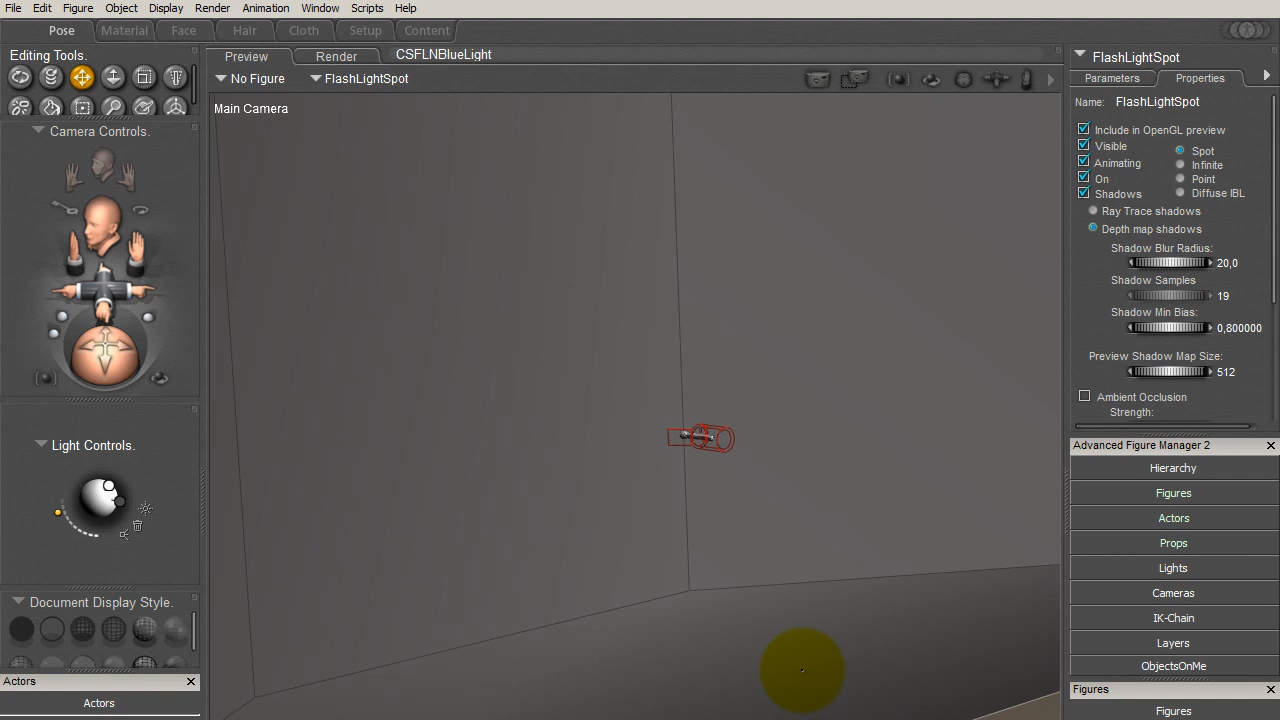 File Edit Figure Object Display Render Animation Window Scripts Help
Pose Material Face Hair Cloth Setup Content
Editing Tools.
Camera Controls.
Light Controls.
Document Display Style.
Actors
Actors
Preview Render CSFLNBlueLight
No Figure FlashLightSpot
Main Camera
FlashLightSpot
Parameters Properties
Name: FlashLightSpot
Include in OpenGL preview
Visible
Animating
On
Shadows
Spot
Infinite
Point
Diffuse IBL
Ray Trace shadows
Depth map shadows
Shadow Blur Radius:
20,0
Shadow Samples
19
Shadow Min Bias:
0,800000
Preview Shadow Map Size:
512
Ambient Occlusion
Strength:
Advanced Figure Manager 2
Hierarchy
Figures
Actors
Props
Lights
Cameras
IK-Chain
Layers
ObjectsOnMe
Figures
Figures